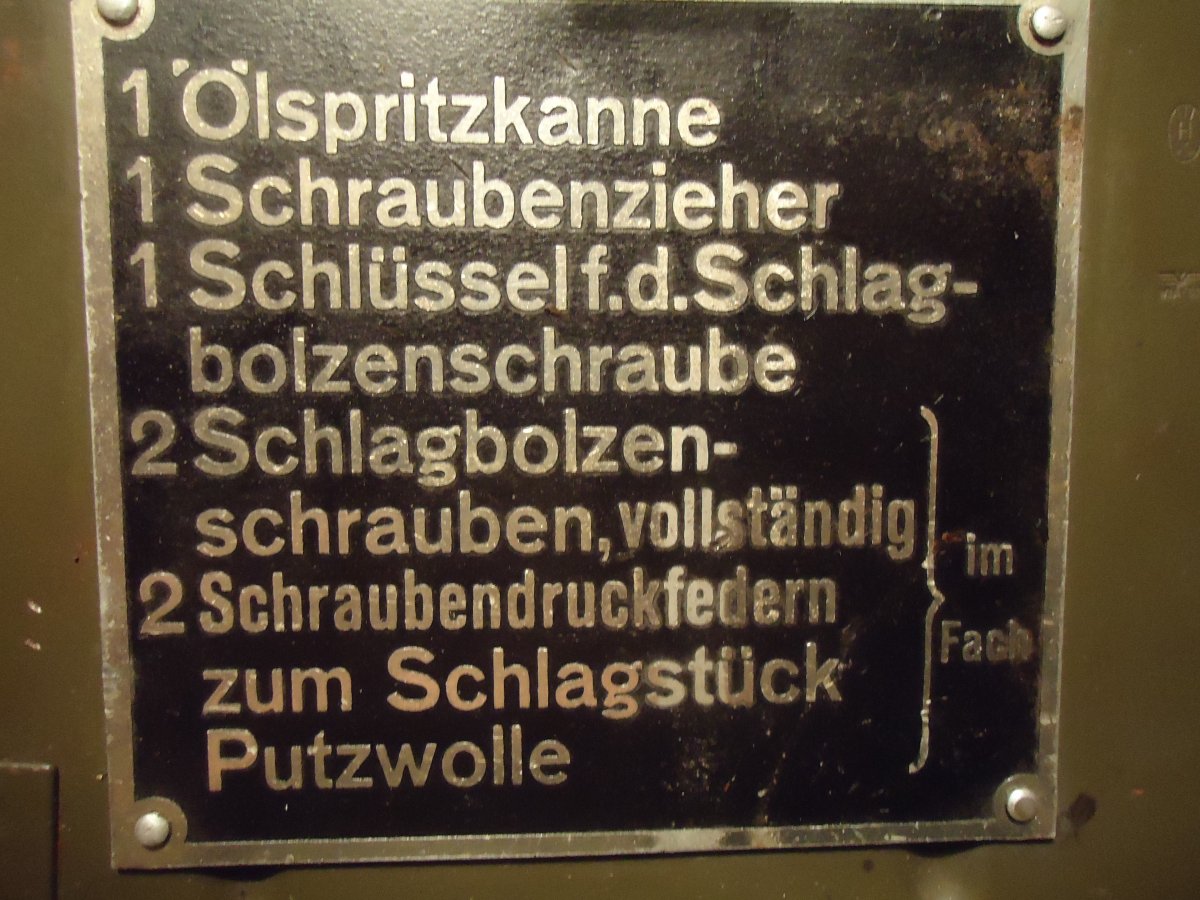 1 Ölspritzkanne
1 Schraubenzieher
1 Schlüssel f. d. Schlag-
bolzenschraube
2 Schlagbolzen-
schrauben, vollständig
2 Schraubendruckfedern
zum Schlagstück
Putzwolle
im
Fach